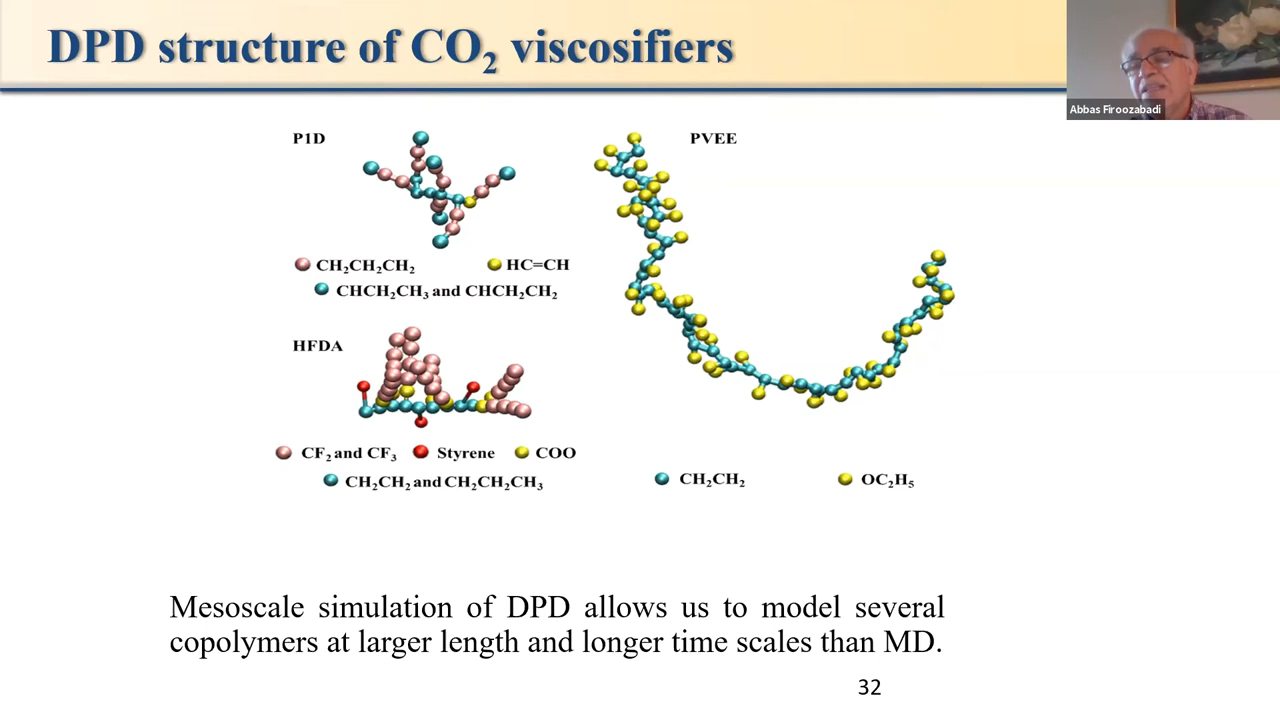 DPD structure of CO₂ viscosifiers
Abbas Firoozabadi
P1D
CH₂CH₂CH₂
HC=CH
CHCH₂CH₃ and CHCH₂CH₂
HFDA
CF₂ and CF₃
Styrene
COO
CH₂CH₂ and CH₂CH₂CH₃
PVEE
CH₂CH₂
OC₂H₅
Mesoscale simulation of DPD allows us to model several
copolymers at larger length and longer time scales than MD.
32